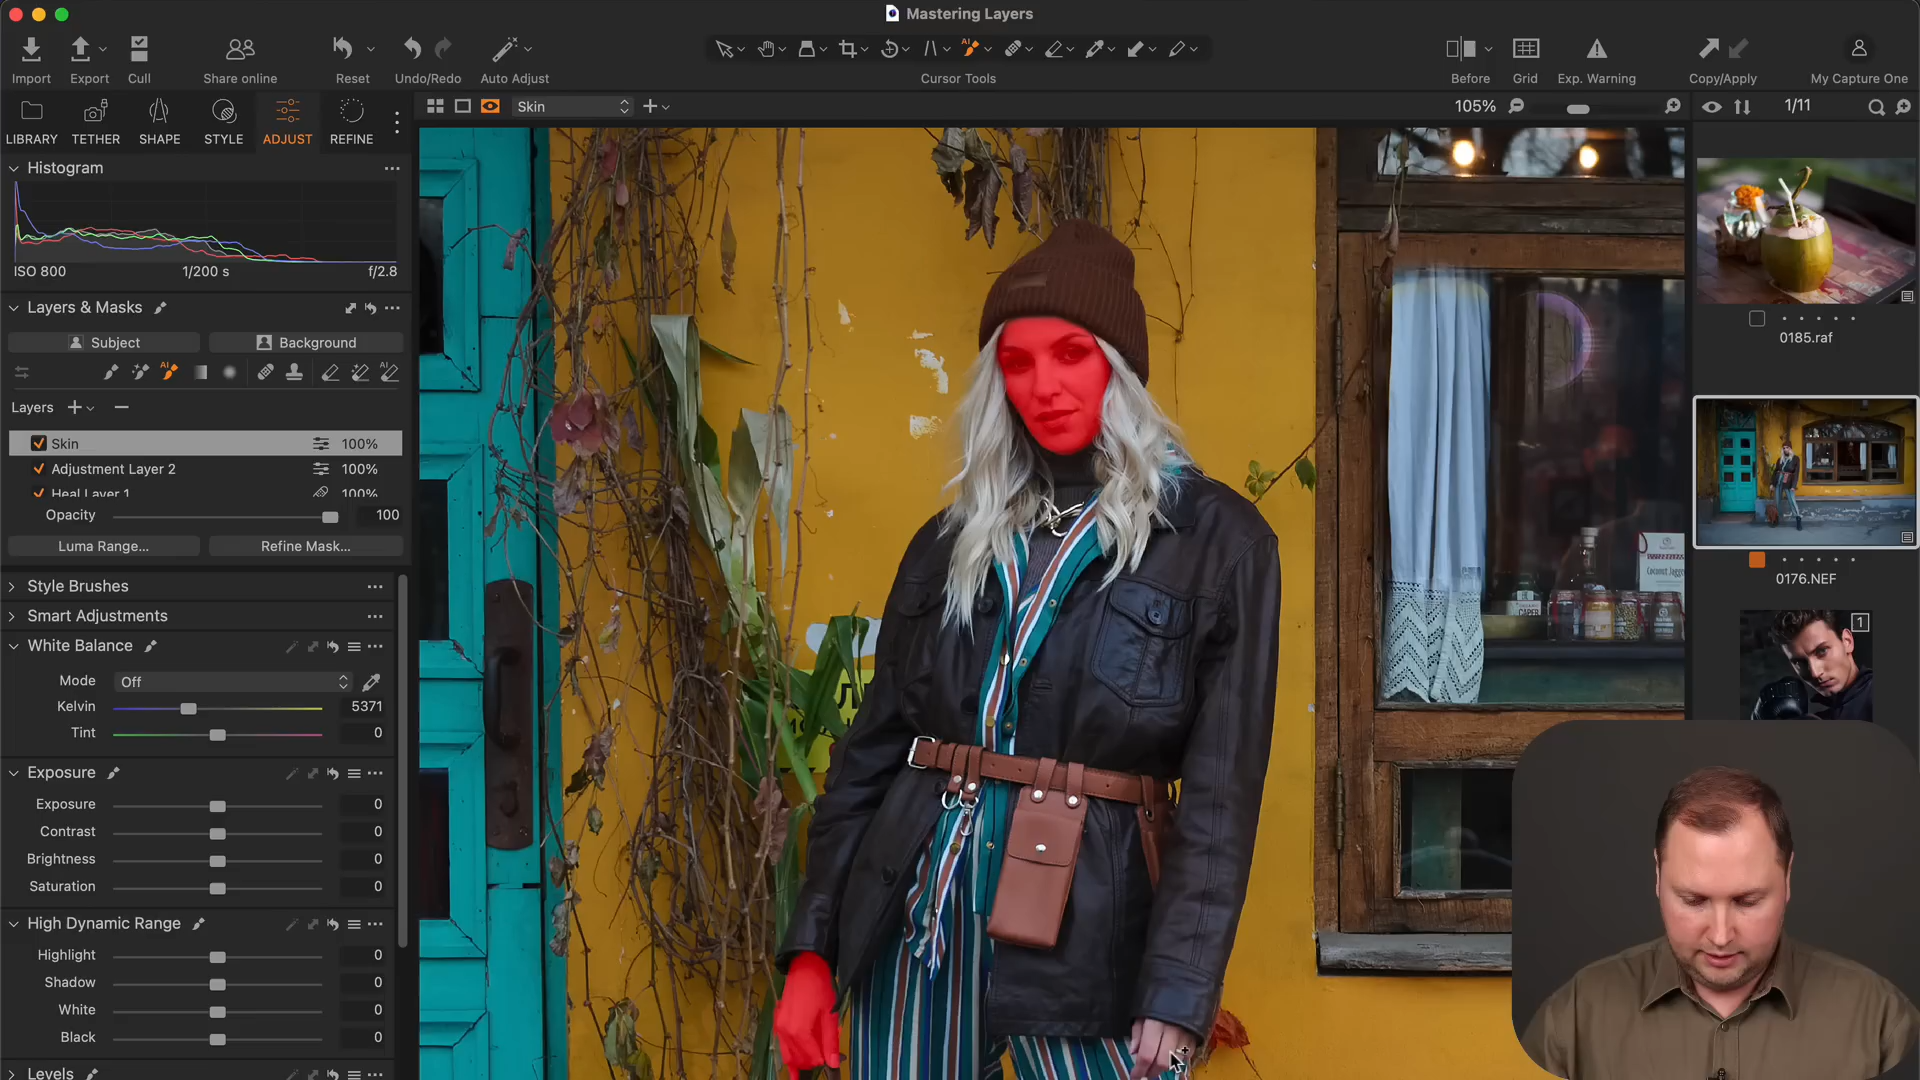 Mastering Layers
Import
Export
Cull
Share online
Reset
Undo/Redo
Auto Adjust
Cursor Tools
Before
Grid
Exp. Warning
Copy/Apply
My Capture One
LIBRARY
TETHER
SHAPE
STYLE
ADJUST
REFINE
Skin
105%
1/11
Histogram
ISO 800
1/200 s
f/2.8
Layers & Masks
Subject
Background
AI
AI
AI
Layers
Skin
100%
Adjustment Layer 2
100%
Heal Layer 1
100%
Opacity
100
Luma Range...
Refine Mask...
Style Brushes
Smart Adjustments
White Balance
Mode
Off
Kelvin
5371
Tint
0
Exposure
Exposure
0
Contrast
0
Brightness
0
Saturation
0
High Dynamic Range
Highlight
0
Shadow
0
White
0
Black
0
Levels
CAPER
0185.raf
0176.NEF
1